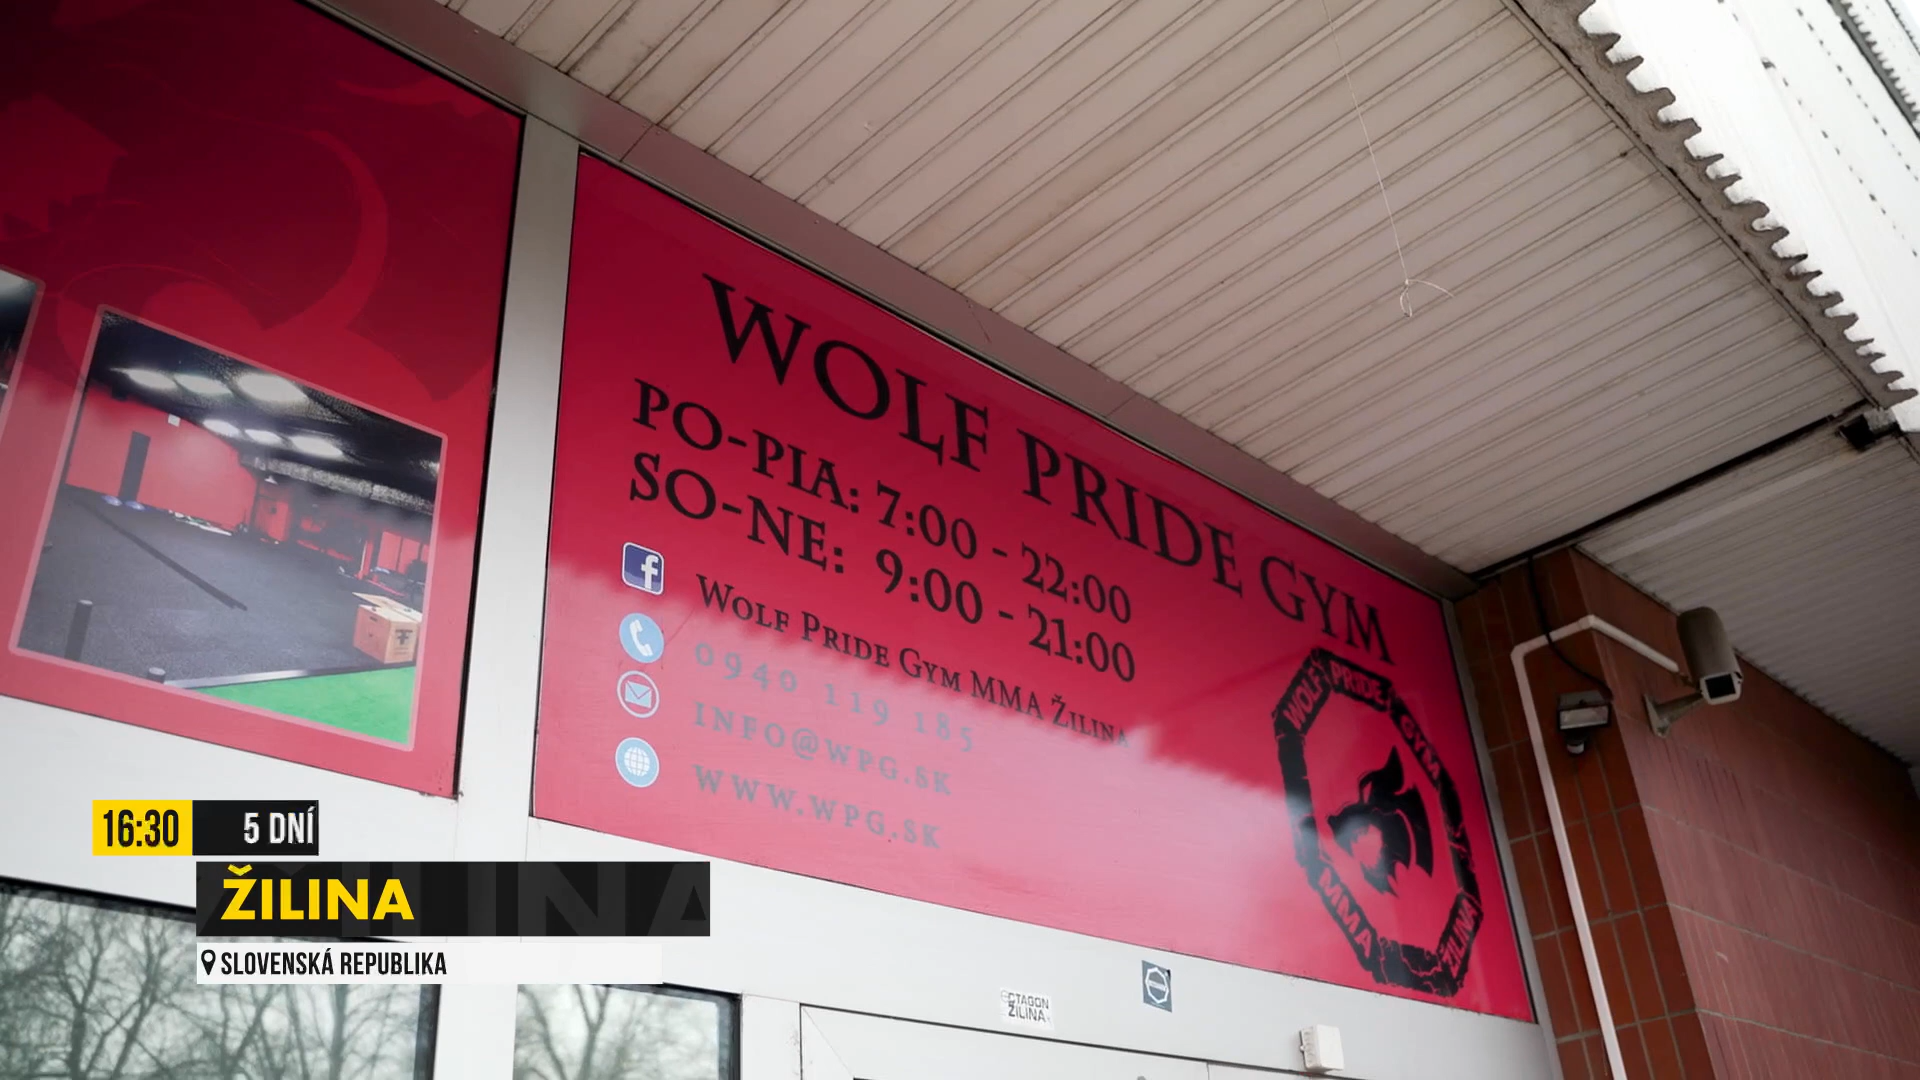 WOLF PRIDE GYM
PO-PIA: 7:00 - 22:00
SO-NE: 9:00 - 21:00
WOLF PRIDE GYM MMA ŽILINA
0940 119 185
INFO@WPG.SK
WWW.WPG.SK
WOLF PRIDE GYM
MMA ŽILINA
16:30 5 DNÍ
ŽILINA
SLOVENSKÁ REPUBLIKA
OCTAGON
ŽILINA